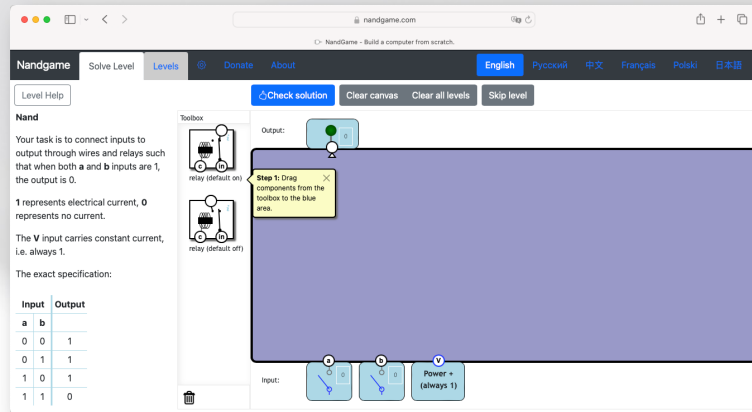 nandgame.com
NandGame - Build a computer from scratch.
Nandgame
Solve Level
Levels
Donate
About
English
Русский
中文
Français
Polski
日本語
Level Help
Check solution
Clear canvas
Clear all levels
Skip level
Nand
Your task is to connect inputs to
output through wires and relays such
that when both a and b inputs are 1,
the output is 0.
1 represents electrical current, 0
represents no current.
The V input carries constant current,
i.e. always 1.
The exact specification:
Input Output
a b
0 0 1
0 1 1
1 0 1
1 1 0
Toolbox
c in
relay (default on)
c in
relay (default off)
Output:
0
Step 1: Drag
components from the
toolbox to the blue
area.
Input:
a
0
b
0
V
Power +
(always 1)